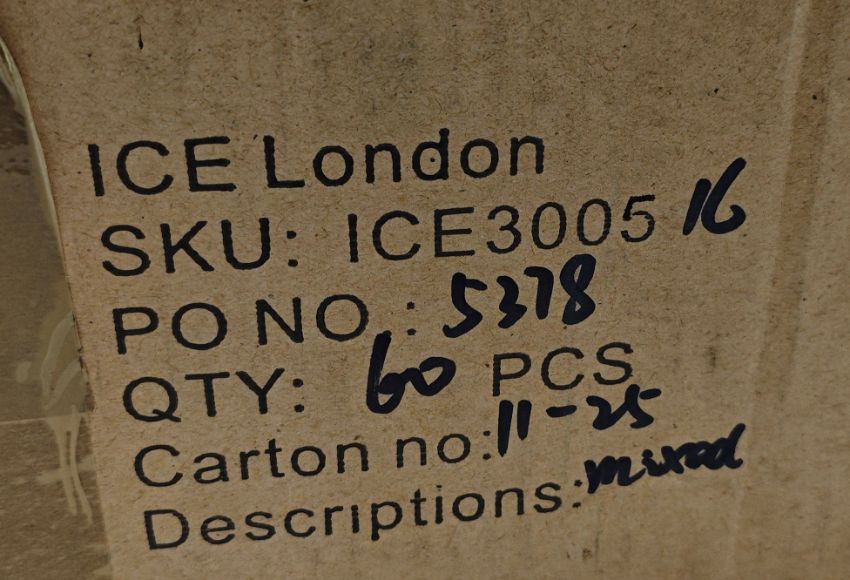 ICE London
SKU: ICE3005 16
PO NO.: 5378
QTY: 60 PCS
Carton no: 11-25
Descriptions: mixed